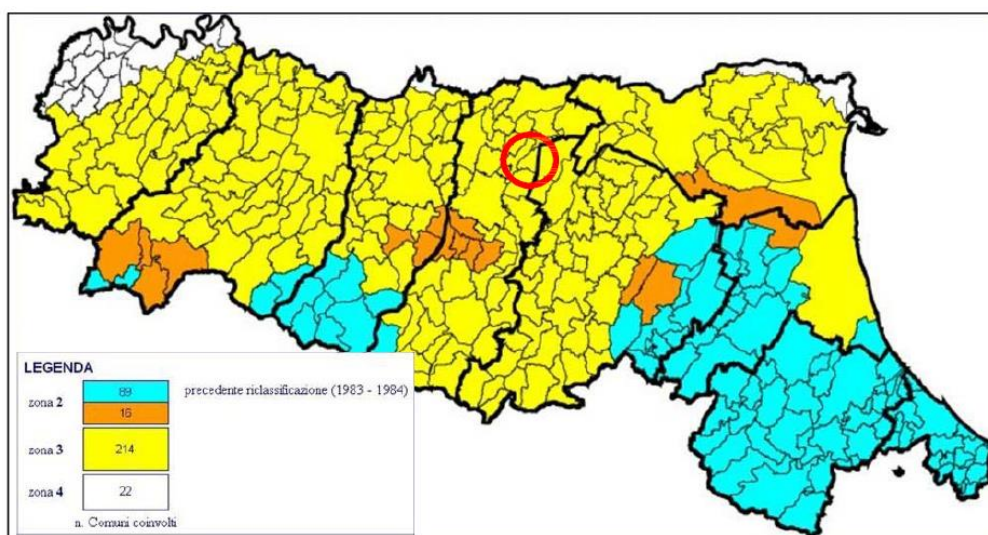 LEGENDA
zona 2
89
precedente riclassificazione (1983 - 1984)
16
zona 3
214
zona 4
22
n. Comuni coinvolti